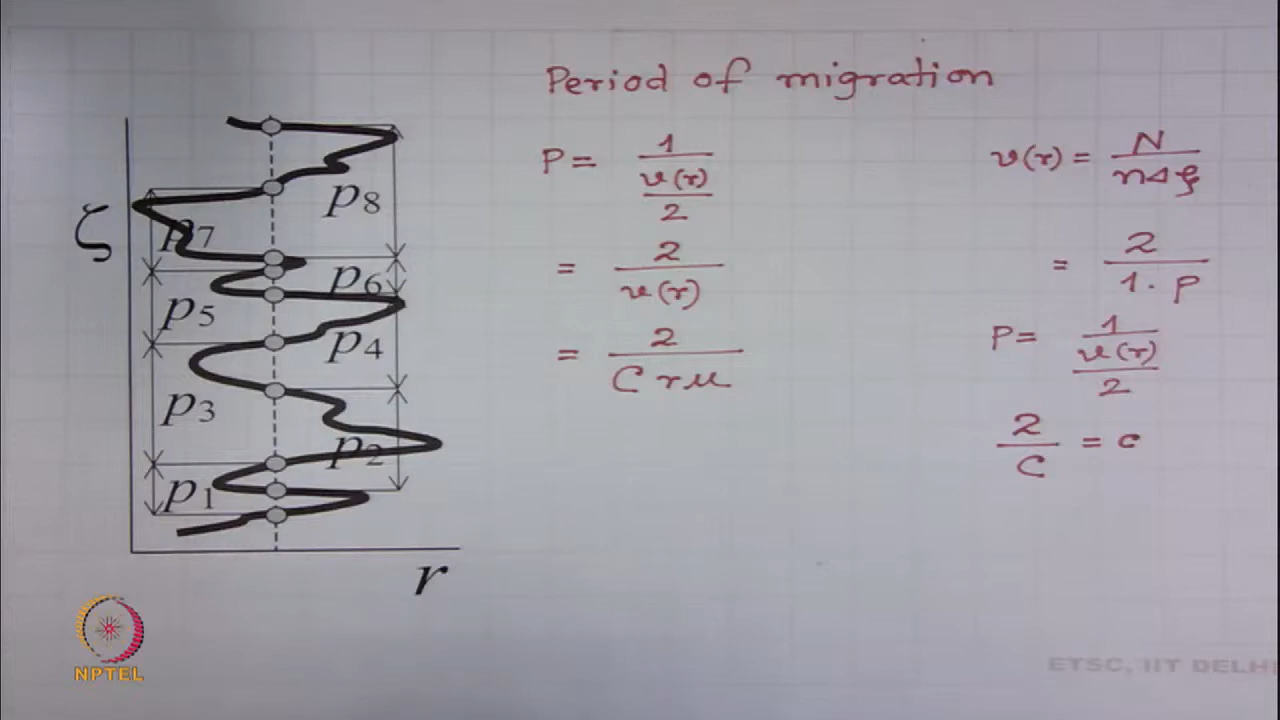 Period of migration
P = 1 / (v(r) / 2)
= 2 / v(r)
= 2 / C r u
v(r) = N / nΔξ
= 2 / 1 . P
P = 1 / (v(r) / 2)
2 / C = c
ζ
p8
p7
p6
p5
p4
p3
p2
p1
r
NPTEL
ETSC, IIT DELHI